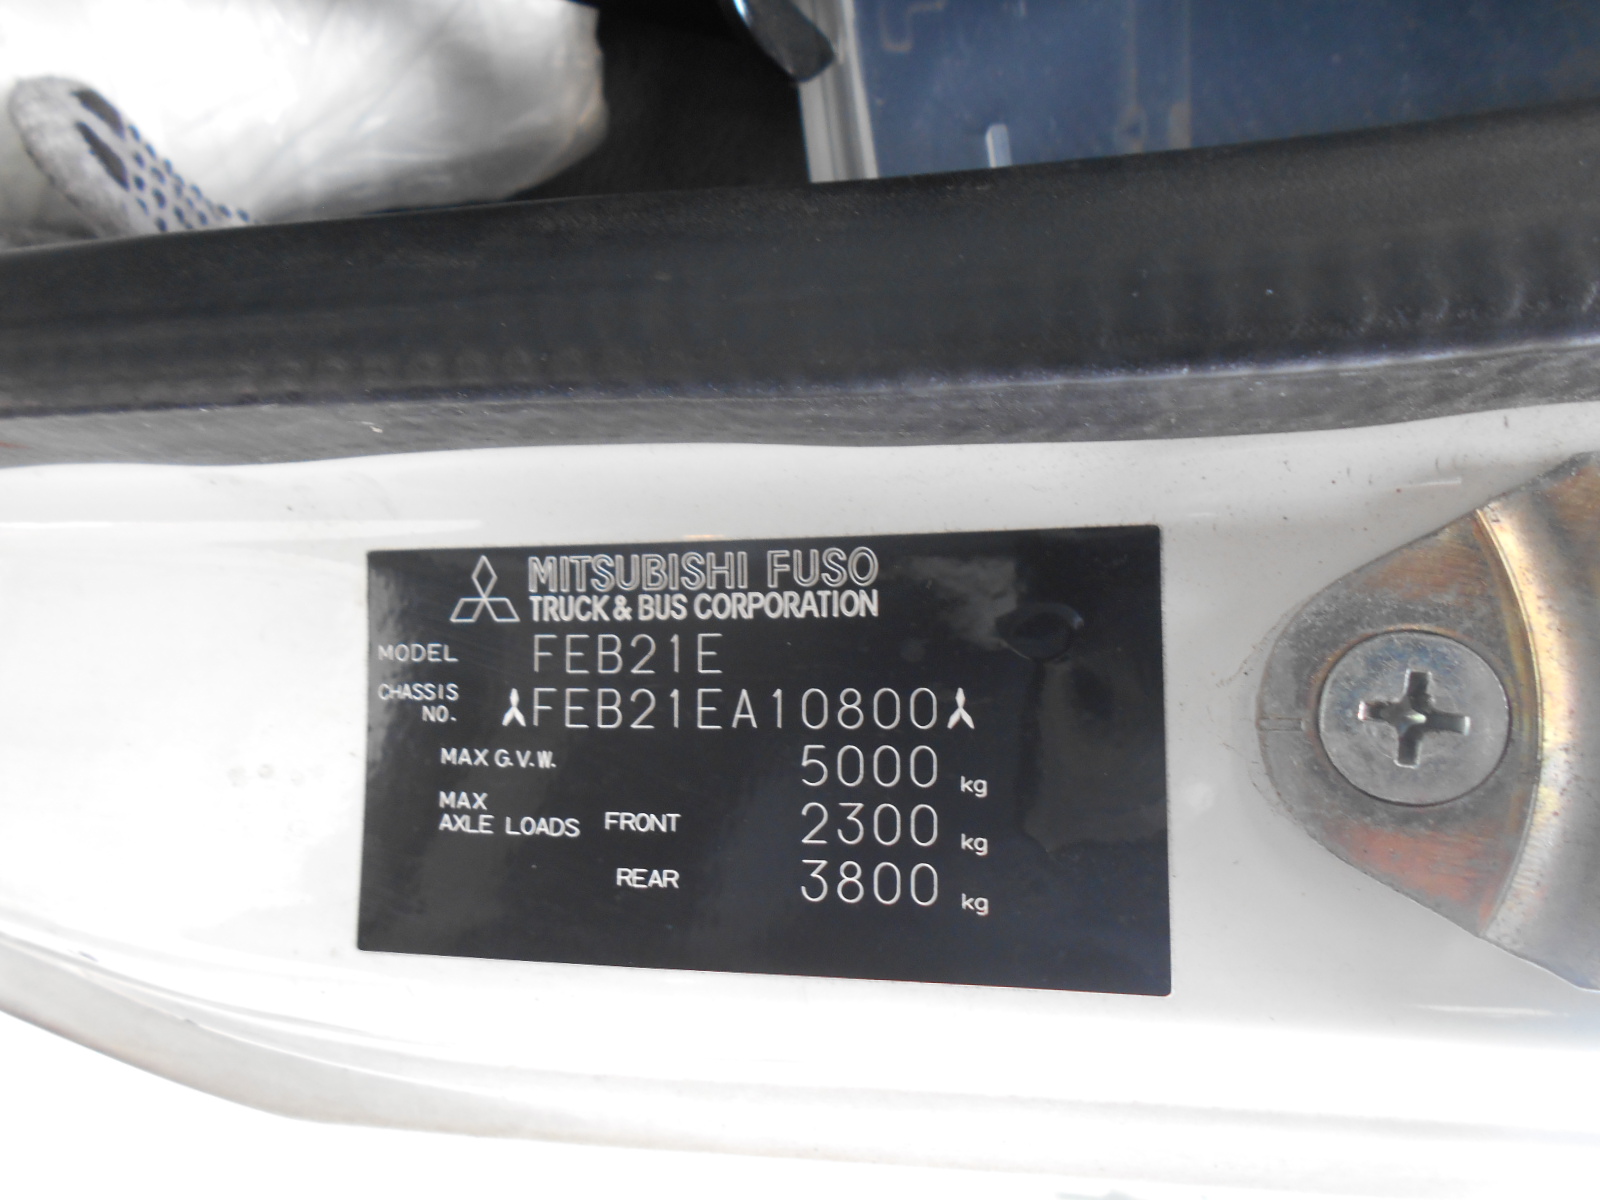 MITSUBISHI FUSO
TRUCK & BUS CORPORATION
MODEL FEB21E
CHASSIS NO. FEB21EA10800
MAX G.V.W. 5000 kg
MAX AXLE LOADS FRONT 2300 kg
REAR 3800 kg